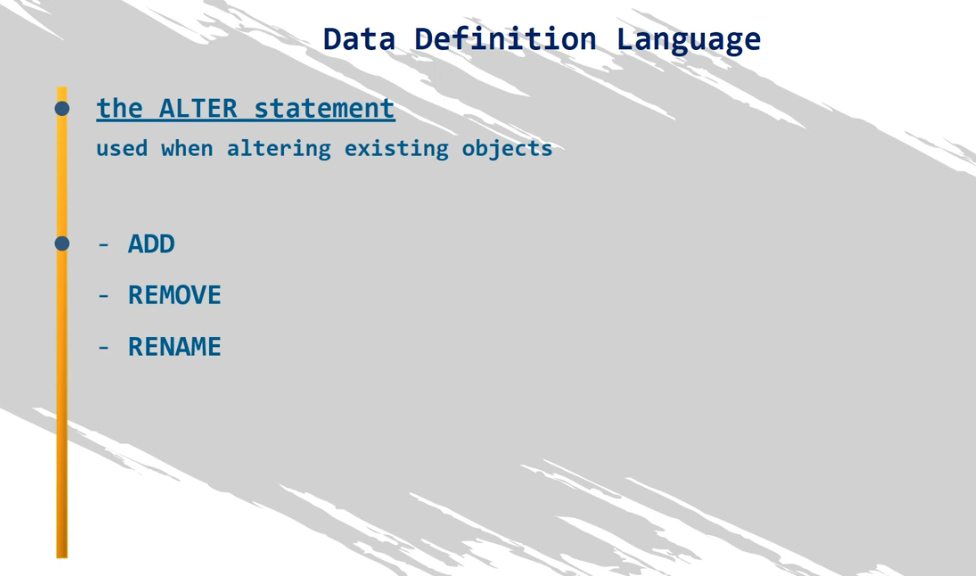 Data Definition Language
the ALTER statement
used when altering existing objects
- ADD
- REMOVE
- RENAME